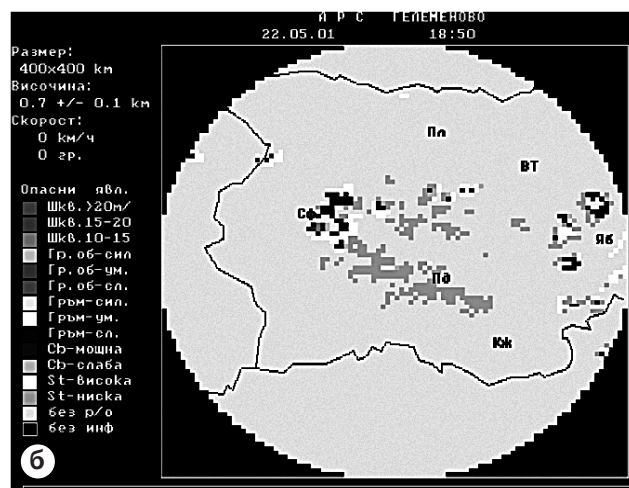 А Р С ГЕЛЕМЕНОВО
22.05.01 18:50
Размер:
400x400 km
Височина:
0.7 +/- 0.1 km
Скорост:
0 km/ч
0 гр.
Опасни явл.
Шкв.>20m/
Шкв.15-20
Шкв.10-15
Гр.об-сил
Гр.об-ум.
Гр.об-сл.
Гръм-сил.
Гръм-ум.
Гръм-сл.
Cb-мощна
Cb-слаба
St-висока
St-ниска
без р/о
без инф
Пл
ВТ
Сф
Яб
Пд
Кж
б